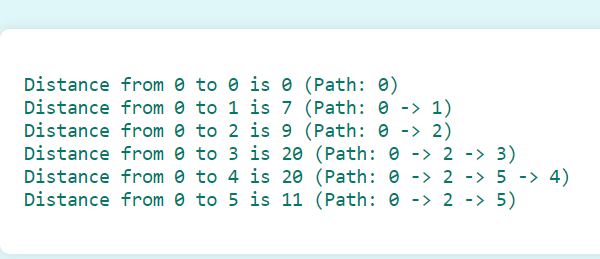 Distance from 0 to 0 is 0 (Path: 0)
Distance from 0 to 1 is 7 (Path: 0 -> 1)
Distance from 0 to 2 is 9 (Path: 0 -> 2)
Distance from 0 to 3 is 20 (Path: 0 -> 2 -> 3)
Distance from 0 to 4 is 20 (Path: 0 -> 2 -> 5 -> 4)
Distance from 0 to 5 is 11 (Path: 0 -> 2 -> 5)